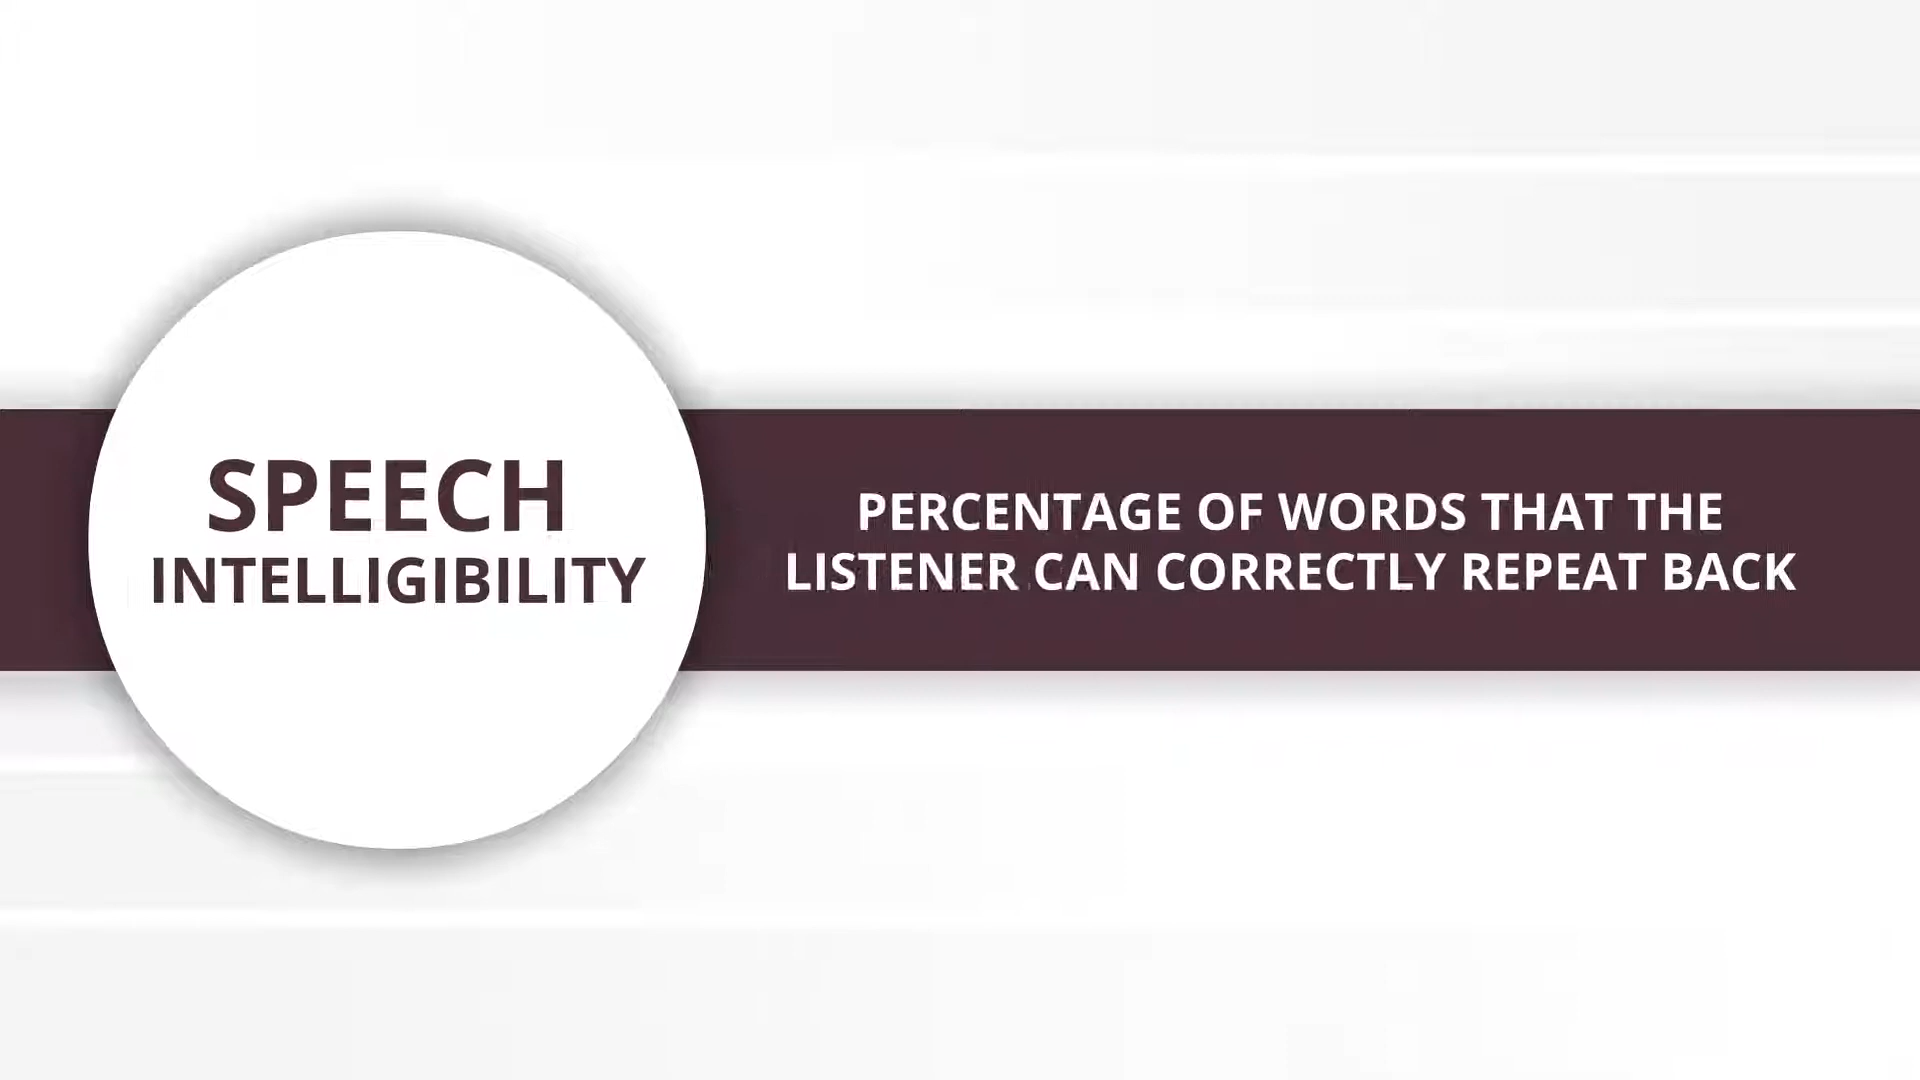 SPEECH
INTELLIGIBILITY
PERCENTAGE OF WORDS THAT THE
LISTENER CAN CORRECTLY REPEAT BACK